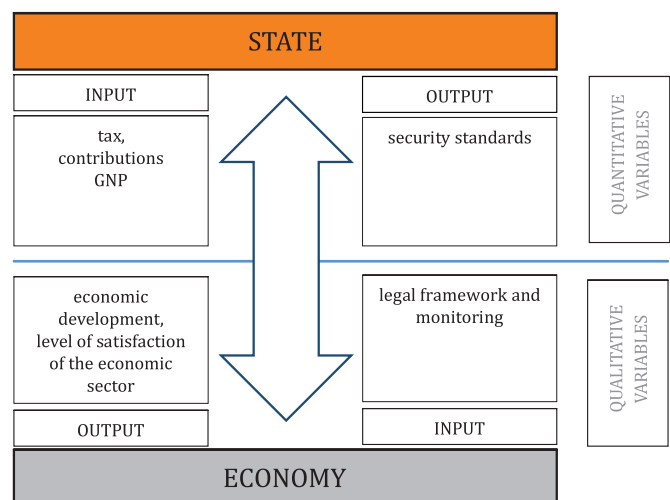 STATE
INPUT
OUTPUT
tax,
contributions
GNP
security standards
QUANTITATIVE
VARIABLES
economic
development,
level of satisfaction
of the economic
sector
legal framework and
monitoring
QUALITATIVE
VARIABLES
OUTPUT
INPUT
ECONOMY